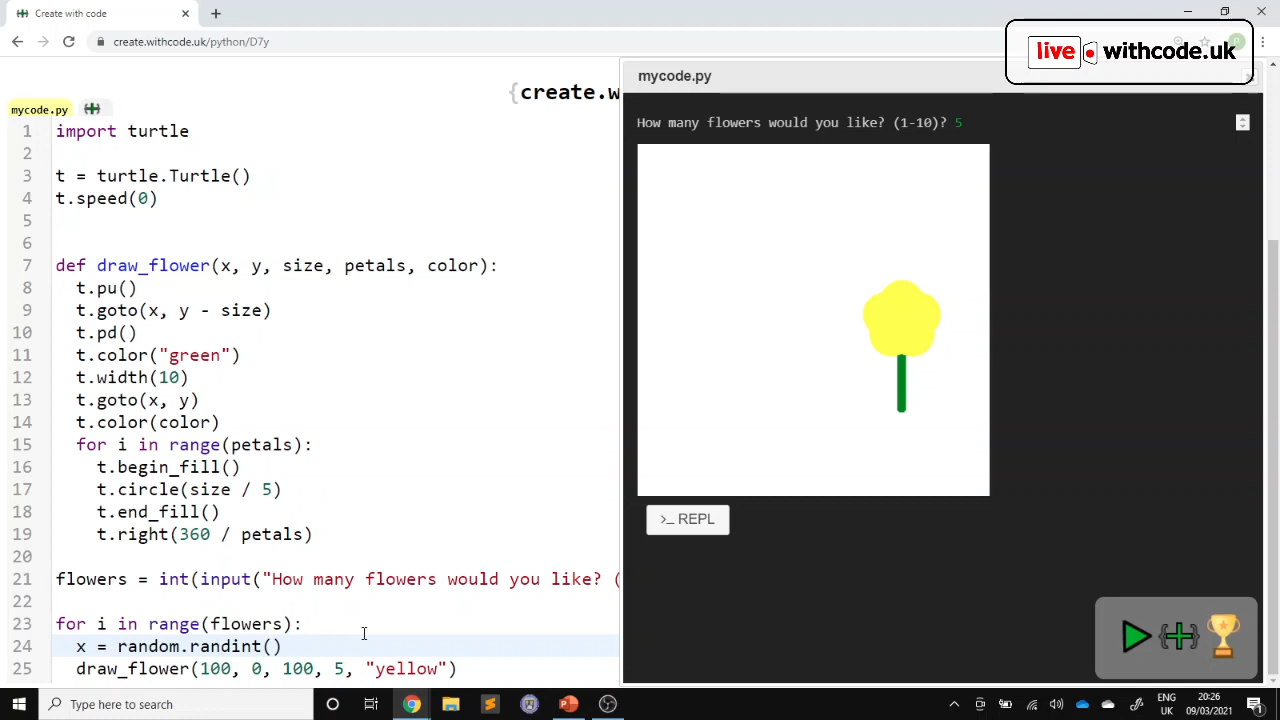 Create with code
create.withcode.uk/python/D7y
live withcode.uk
{create.w
mycode.py
mycode.py
1 import turtle
2
3 t = turtle.Turtle()
4 t.speed(0)
5
6
7 def draw_flower(x, y, size, petals, color):
8 t.pu()
9 t.goto(x, y - size)
10 t.pd()
11 t.color("green")
12 t.width(10)
13 t.goto(x, y)
14 t.color(color)
15 for i in range(petals):
16 t.begin_fill()
17 t.circle(size / 5)
18 t.end_fill()
19 t.right(360 / petals)
20
21 flowers = int(input("How many flowers would you like? (
22
23 for i in range(flowers):
24 x = random.randint()
25 draw_flower(100, 0, 100, 5, "yellow")
How many flowers would you like? (1-10)? 5
>_ REPL
Type here to search
ENG
UK
20:26
09/03/2021
1